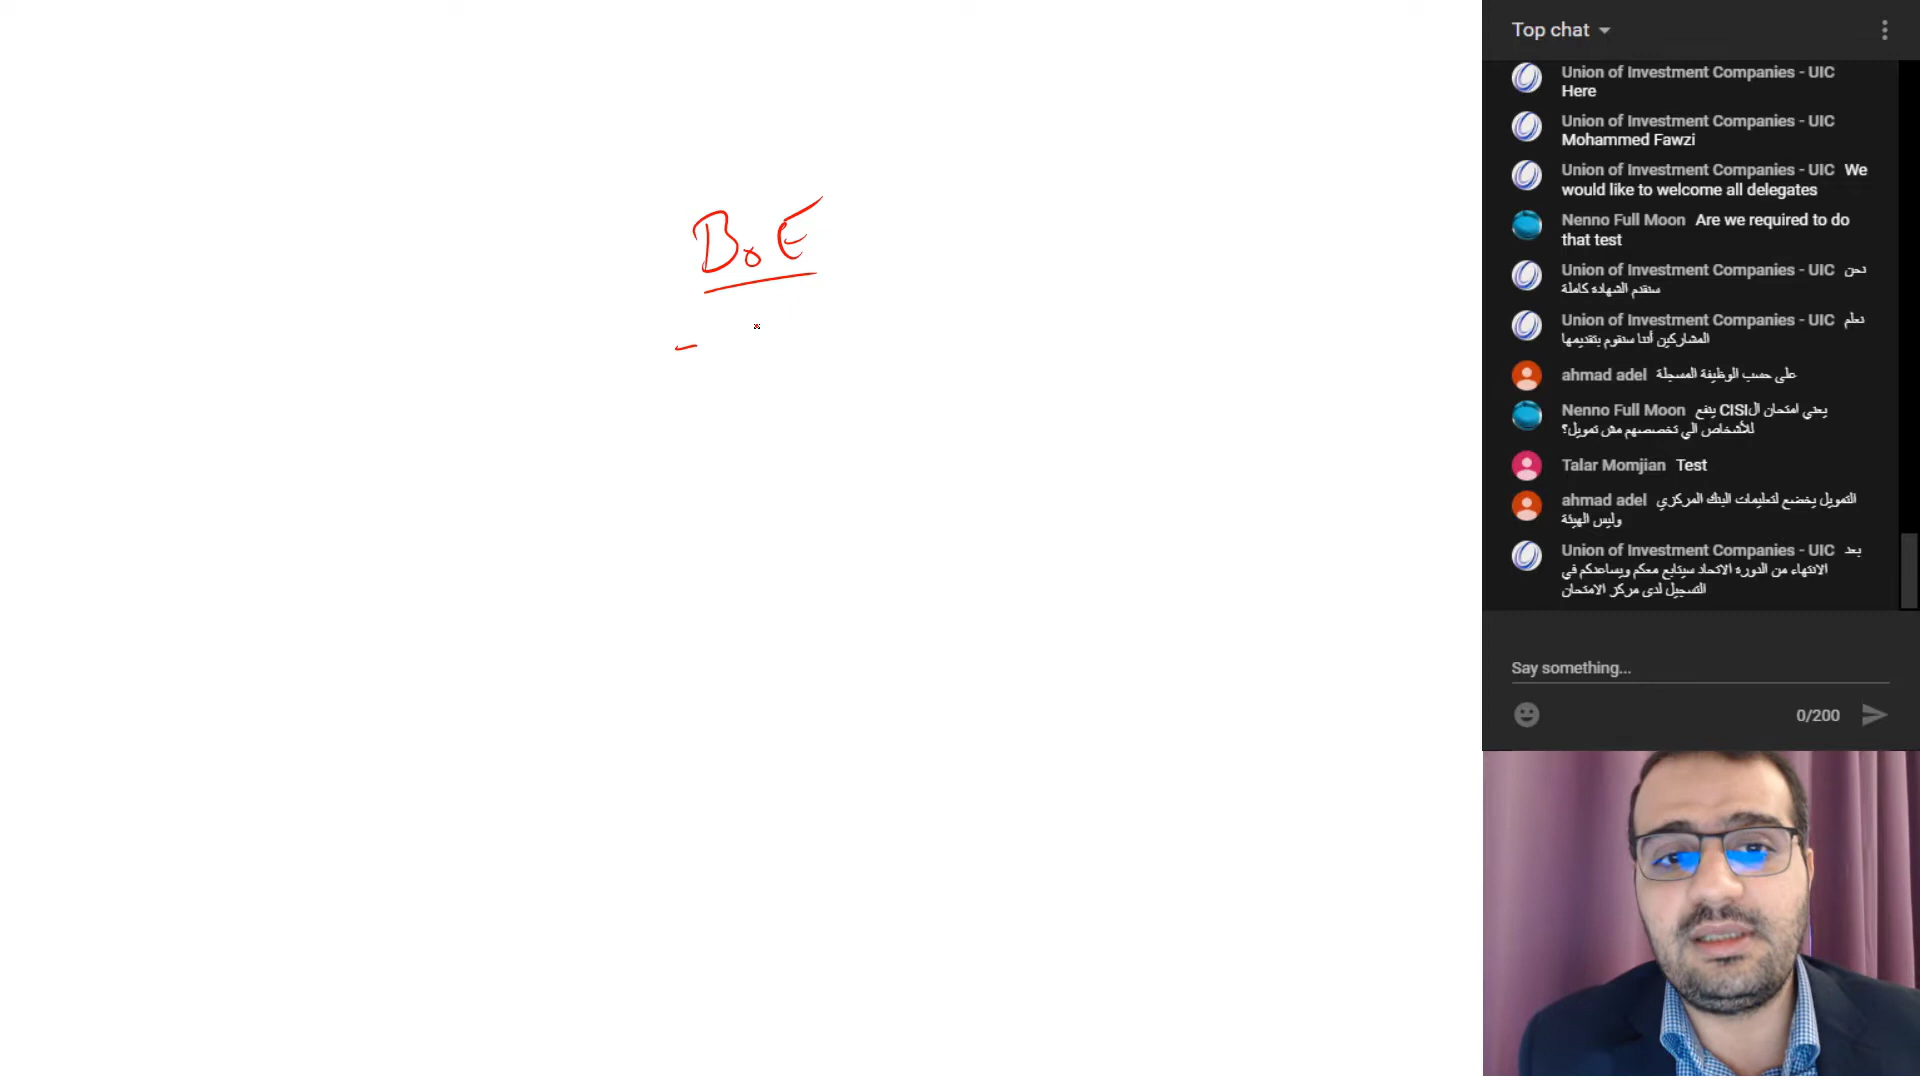 BoE
-
Top chat
Union of Investment Companies - UIC
Here
Union of Investment Companies - UIC
Mohammed Fawzi
Union of Investment Companies - UIC We
would like to welcome all delegates
Nenno Full Moon Are we required to do
that test
Union of Investment Companies - UIC نحن
سنقدم الشهاده كاملة
Union of Investment Companies - UIC نعلم
المشاركين أننا سنقوم بتقديمها
ahmad adel على حسب الوظيفة المسجلة
Nenno Full Moon يعني امتحان الCISI ينفع
للأشخاص الي تخصصهم مش تمويل؟
Talar Momjian Test
ahmad adel التمويل يخضع لتعليمات البنك المركزي
وليس الهيئة
Union of Investment Companies - UIC بعد
الانتهاء من الدوره الاتحاد سيتابع معكم ويساعدكم في
التسجيل لدى مركز الامتحان
Say something...
0/200